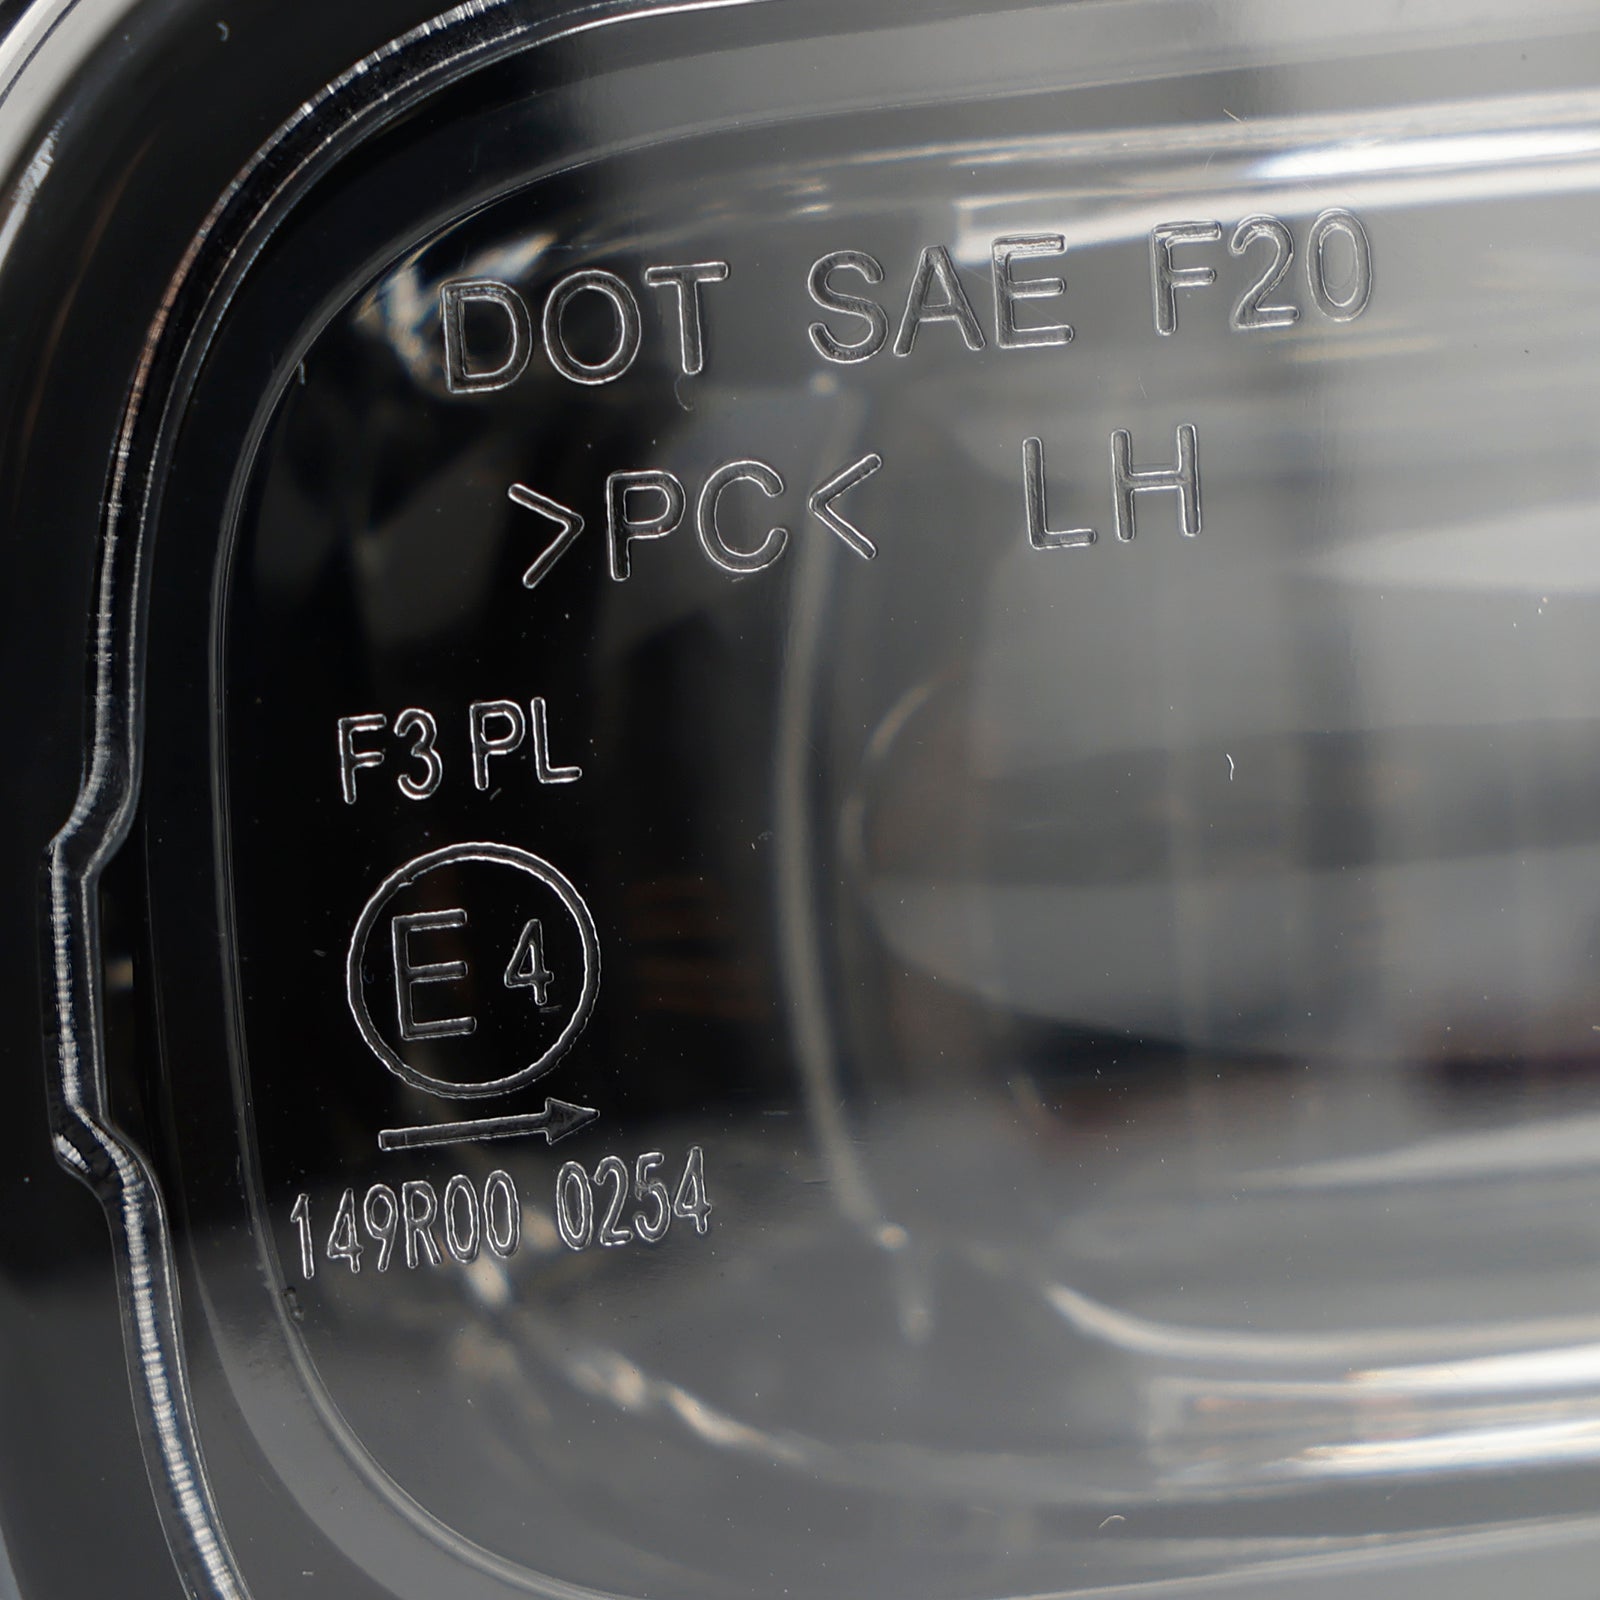 DOT SAE F20
>PC< LH
F3 PL
E 4
149R00 0254